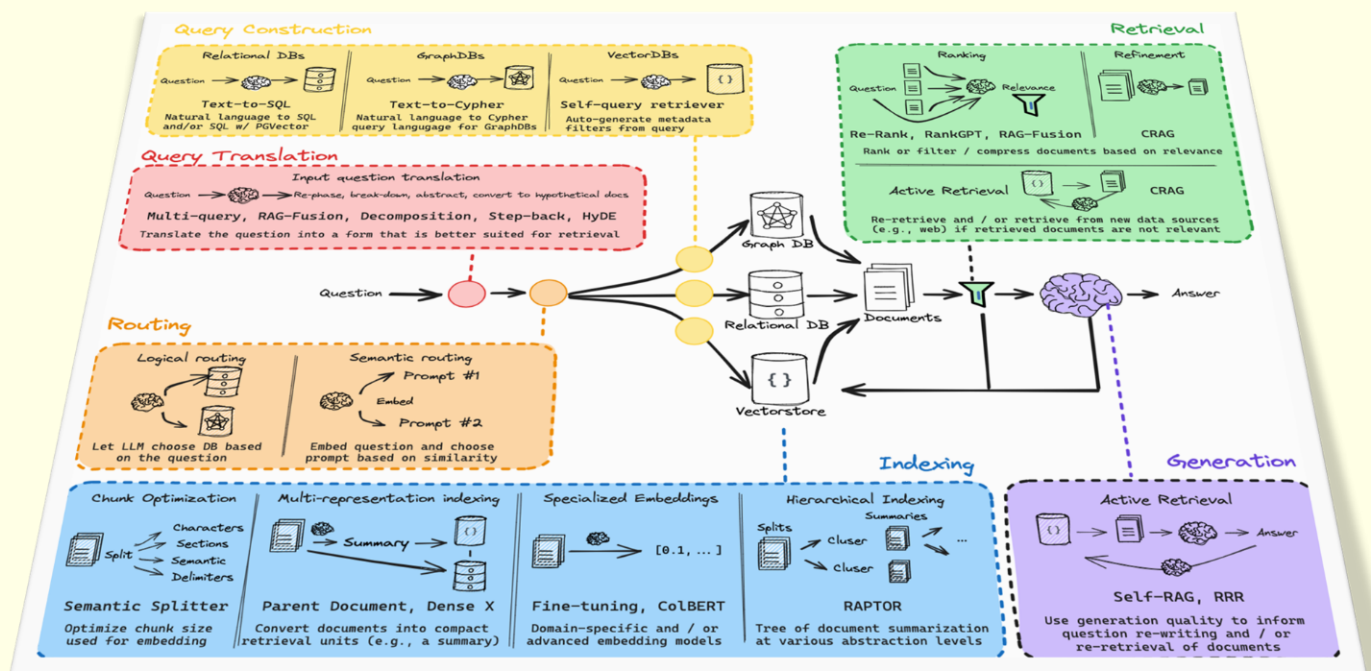 Query Construction
Relational DBs
Question
Text-to-SQL
Natural language to SQL
and/or SQL w/ PGVector
GraphDBs
Question
Text-to-Cypher
Natural language to Cypher
query langugage for GraphDBs
VectorDBs
Question
{}
Self-query retriever
Auto-generate metadata
filters from query
Retrieval
Ranking
Question
Relevance
Re-Rank, RankGPT, RAG-Fusion
Refinement
CRAG
Rank or filter / compress documents based on relevance
Active Retrieval
{}
CRAG
Re-retrieve and / or retrieve from new data sources
(e.g., web) if retrieved documents are not relevant
Query Translation
Input question translation
Question
Re-phase, break-down, abstract, convert to hypothetical docs
Multi-query, RAG-Fusion, Decomposition, Step-back, HyDE
Translate the question into a form that is better suited for retrieval
Question
Graph DB
Relational DB
{}
Vectorstore
Documents
Answer
Routing
Logical routing
Let LLM choose DB based
on the question
Semantic routing
Prompt #1
Embed
Prompt #2
Embed question and choose
prompt based on similarity
Indexing
Chunk Optimization
Split
Characters
Sections
Semantic
Delimiters
Semantic Splitter
Optimize chunk size
used for embedding
Multi-representation indexing
Summary
{}
Parent Document, Dense X
Convert documents into compact
retrieval units (e.g., a summary)
Specialized Embeddings
[0.1, ...]
Fine-tuning, ColBERT
Domain-specific and / or
advanced embedding models
Hierarchical Indexing
Splits
Summaries
Cluser
Cluser
...
RAPTOR
Tree of document summarization
at various abstraction levels
Generation
Active Retrieval
{}
Answer
Self-RAG, RRR
Use generation quality to inform
question re-writing and / or
re-retrieval of documents